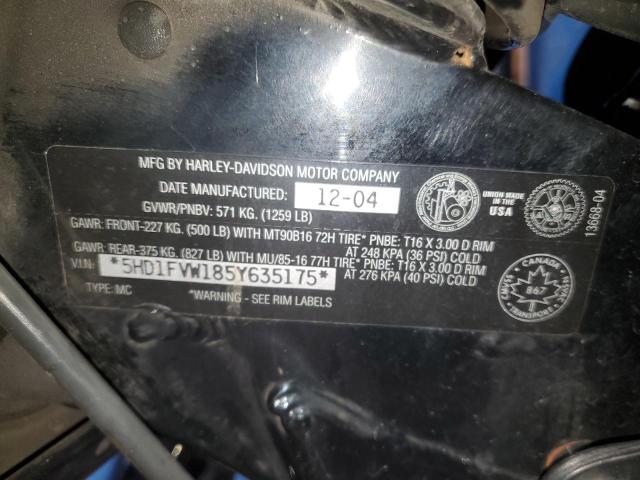 MFG BY HARLEY-DAVIDSON MOTOR COMPANY
DATE MANUFACTURED: 12-04
GVWR/PNBV: 571 KG. (1259 LB)
GAWR: FRONT-227 KG. (500 LB) WITH MT90B16 72H TIRE* PNBE: T16 X 3.00 D RIM
AT 248 KPA (36 PSI) COLD
GAWR: REAR-375 KG. (827 LB) WITH MU/85-16 77H TIRE* PNBE: T16 X 3.00 D RIM
AT 276 KPA (40 PSI) COLD
V.I.N: *5HD1FVW185Y635175*
TYPE: MC
*WARNING - SEE RIM LABELS
UNION MADE
IN THE
USA
13668-04
CANADA
867
TRANSPORT